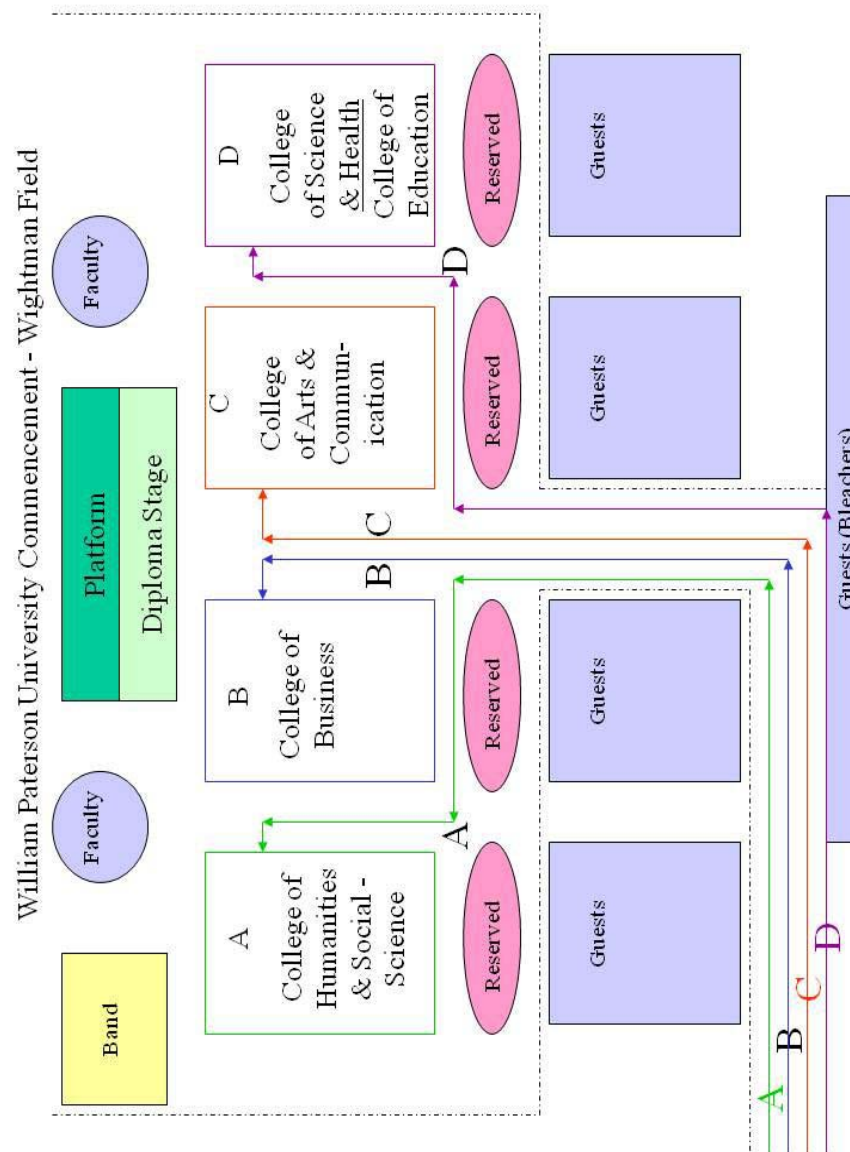 William Paterson University Commencement - Wightman Field
Band
Faculty
Platform
Diploma Stage
Faculty
A
College of
Humanities
& Social -
Science
B
College of
Business
C
College
of Arts &
Commun-
ication
D
College
of Science
& Health
College of
Education
A
B
C
D
Reserved
Reserved
Reserved
Reserved
Guests
Guests
Guests
Guests
A
B
C
D
Guests (Bleachers)